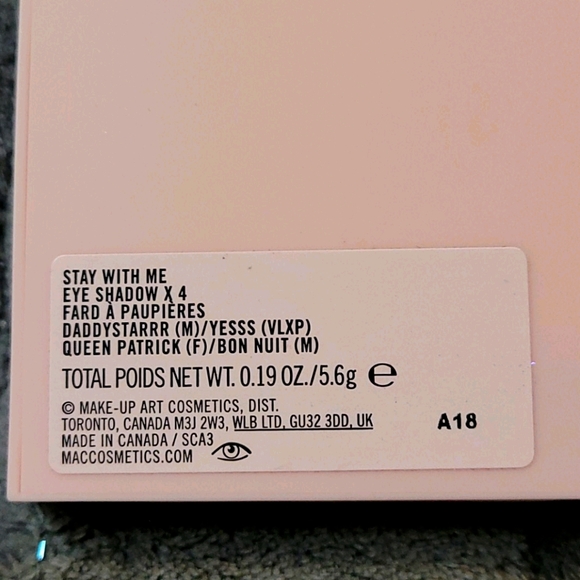 STAY WITH ME
EYE SHADOW X 4
FARD À PAUPIÈRES
DADDYSTARRR (M)/YESSS (VLXP)
QUEEN PATRICK (F)/BON NUIT (M)
TOTAL POIDS NET WT. 0.19 OZ./5.6g ℮
© MAKE-UP ART COSMETICS, DIST.
TORONTO, CANADA M3J 2W3, WLB LTD, GU32 3DD, UK
MADE IN CANADA / SCA3
MACCOSMETICS.COM
A18